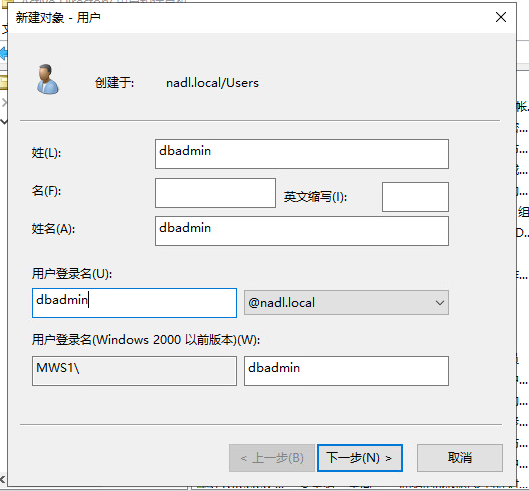 新建对象 - 用户
创建于: nadl.local/Users
姓(L): dbadmin
名(F): 英文缩写(I):
姓名(A): dbadmin
用户登录名(U):
dbadmin @nadl.local
用户登录名(Windows 2000 以前版本)(W):
MWS1\ dbadmin
< 上一步(B) 下一步(N) > 取消